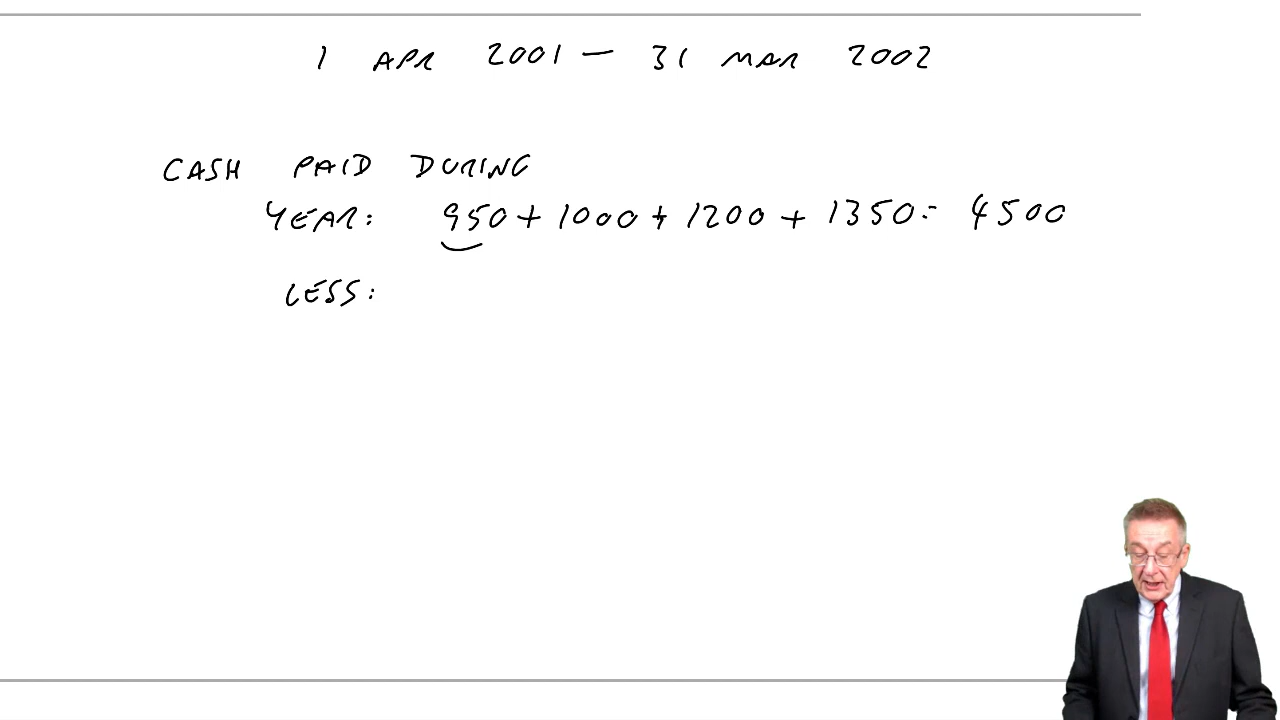 1 APR 2001 - 31 MAR 2002
CASH PAID DURING
YEAR: 950 + 1000 + 1200 + 1350 = 4500
LESS: